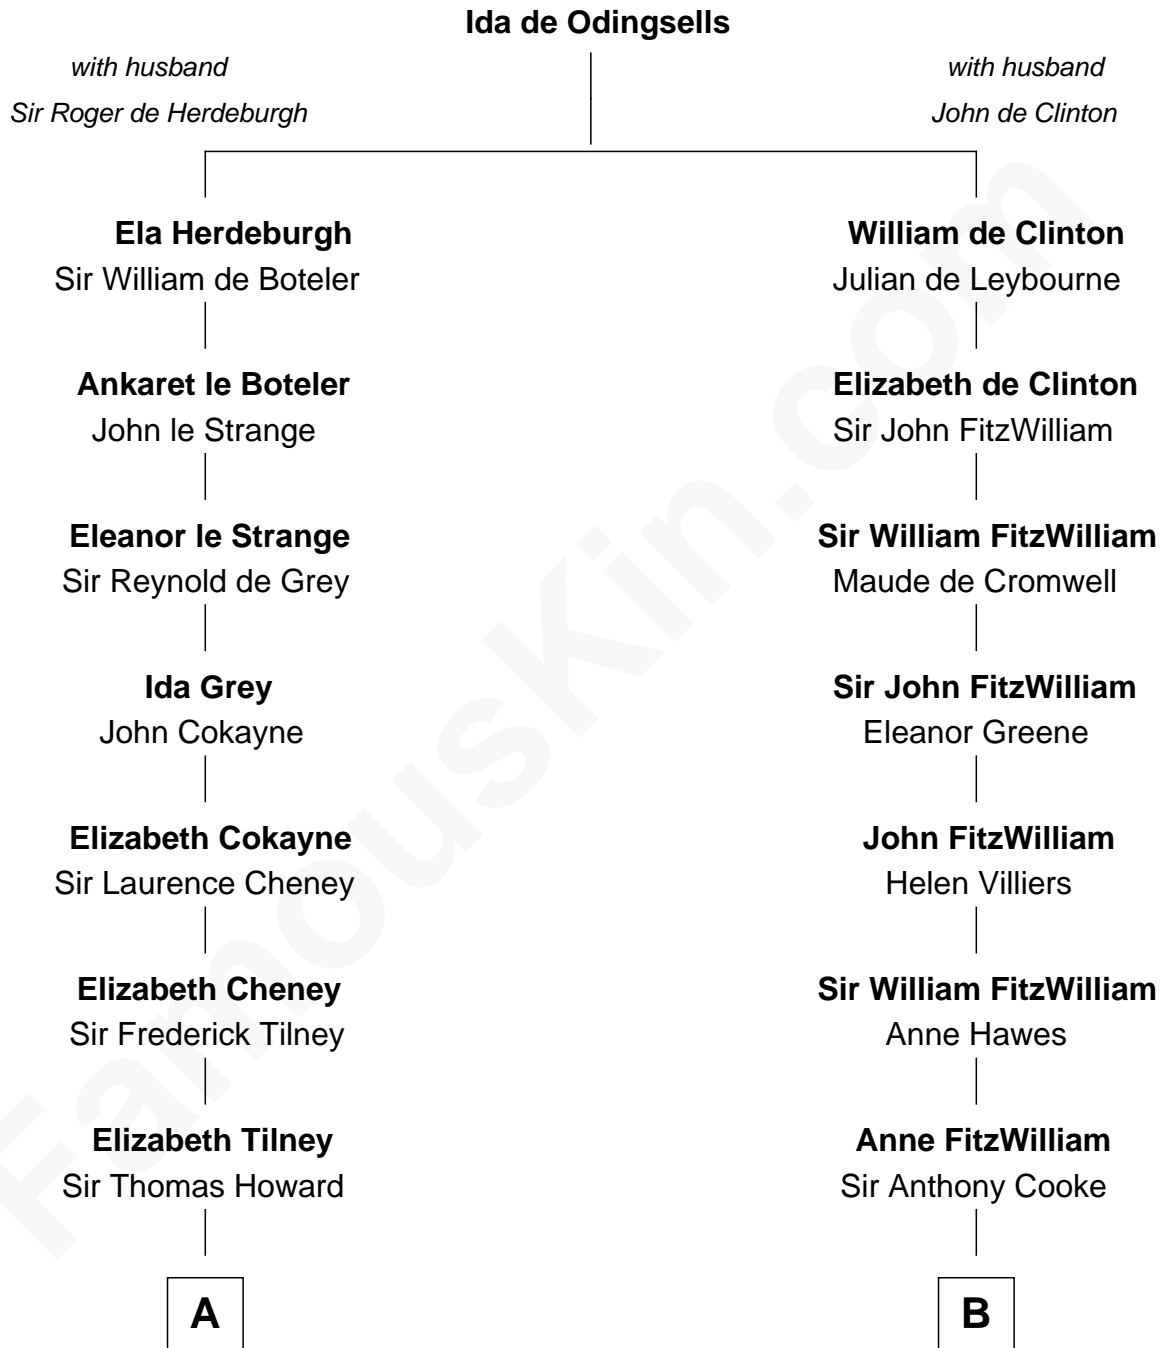 Ida de Odingsells
with husband
Sir Roger de Herdeburgh
with husband
John de Clinton
Ela Herdeburgh
Sir William de Boteler
Ankaret le Boteler
John le Strange
Eleanor le Strange
Sir Reynold de Grey
Ida Grey
John Cokayne
Elizabeth Cokayne
Sir Laurence Cheney
Elizabeth Cheney
Sir Frederick Tilney
Elizabeth Tilney
Sir Thomas Howard
A
William de Clinton
Julian de Leybourne
Elizabeth de Clinton
Sir John FitzWilliam
Sir William FitzWilliam
Maude de Cromwell
Sir John FitzWilliam
Eleanor Greene
John FitzWilliam
Helen Villiers
Sir William FitzWilliam
Anne Hawes
Anne FitzWilliam
Sir Anthony Cooke
B
FamousKin.com